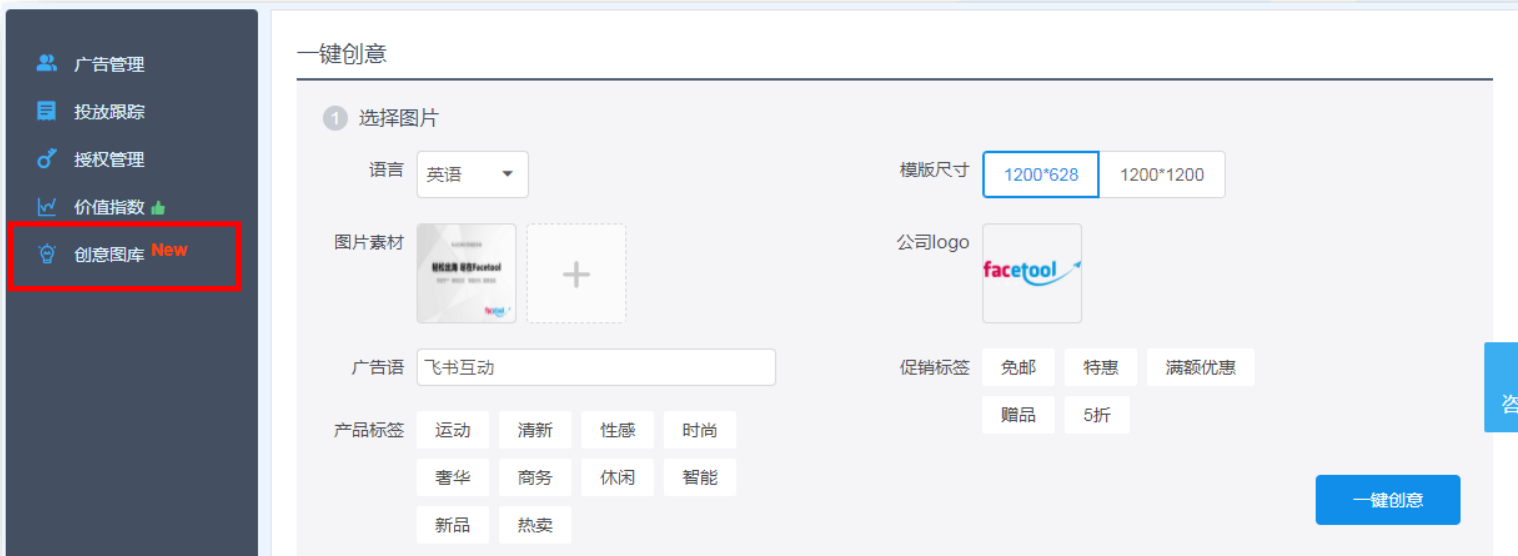 广告管理
投放跟踪
授权管理
价值指数
创意图库 New
一键创意
1 选择图片
语言 英语
模版尺寸 1200*628 1200*1200
图片素材
轻松出海 尽在Facetool
facetool
公司logo
facetool
广告语 飞书互动
促销标签 免邮 特惠 满额优惠
赠品 5折
产品标签 运动 清新 性感 时尚
奢华 商务 休闲 智能
新品 热卖
一键创意
咨